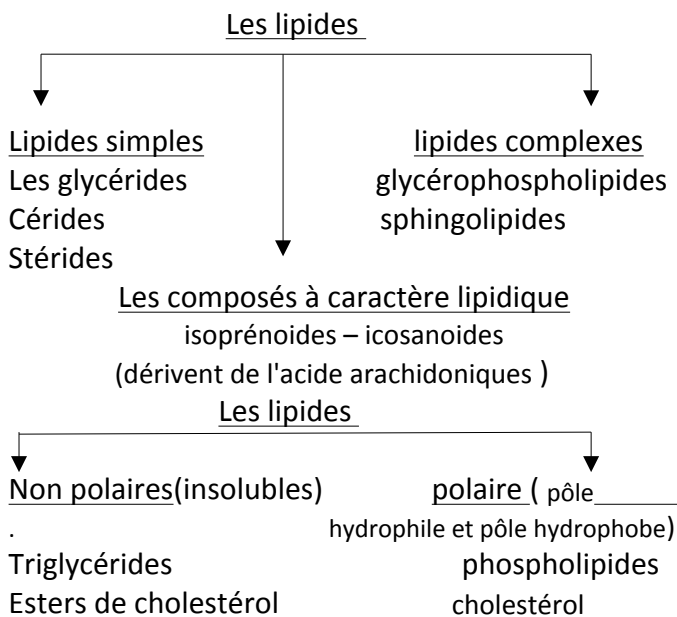 Les lipides
Lipides simples lipides complexes
Les glycérides glycérophospholipides
Cérides sphingolipides
Stérides
Les composés à caractère lipidique
isoprénoides – icosanoides
(dérivent de l'acide arachidoniques )
Les lipides
Non polaires(insolubles) polaire ( pôle
. hydrophile et pôle hydrophobe)
Triglycérides phospholipides
Esters de cholestérol cholestérol